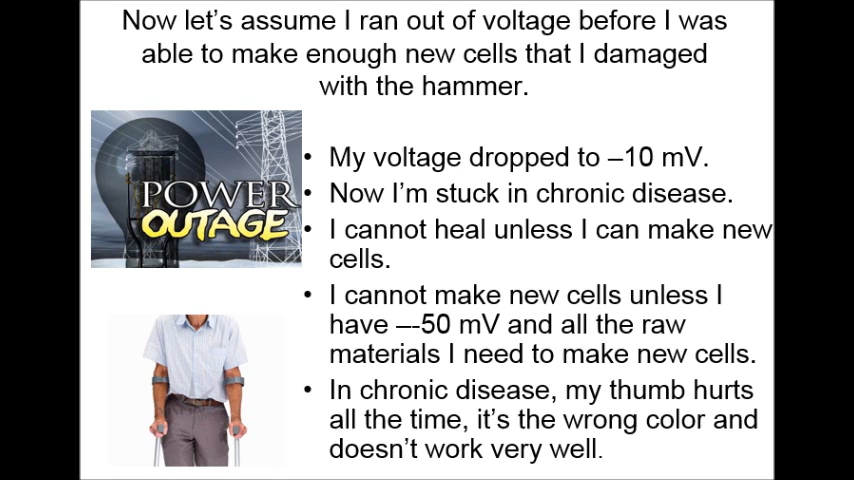 Now let’s assume I ran out of voltage before I was
able to make enough new cells that I damaged
with the hammer.
POWER
OUTAGE
• My voltage dropped to –10 mV.
• Now I’m stuck in chronic disease.
• I cannot heal unless I can make new
cells.
• I cannot make new cells unless I
have –-50 mV and all the raw
materials I need to make new cells.
• In chronic disease, my thumb hurts
all the time, it’s the wrong color and
doesn’t work very well.